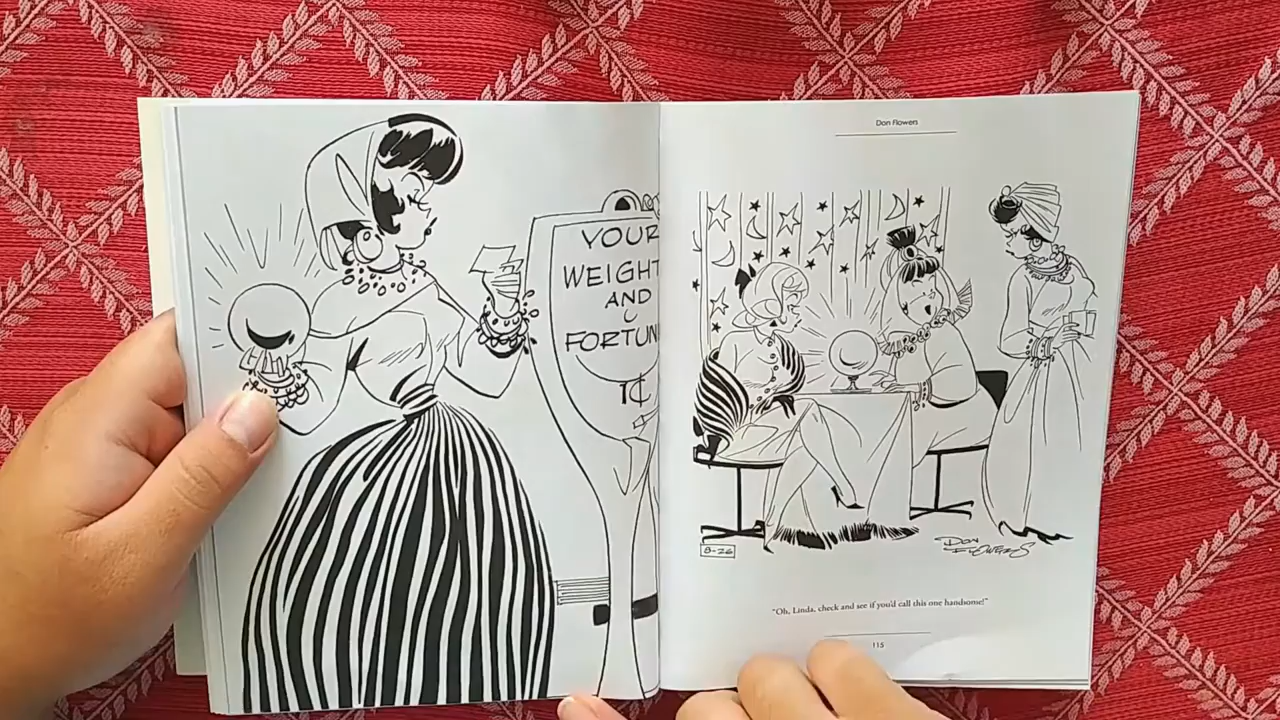 YOUR
WEIGHT
AND
FORTUN
1¢
Don Flowers
8-26
DON
FLOWERS
"Oh, Linda, check and see if you'd call this one handsome!"
115